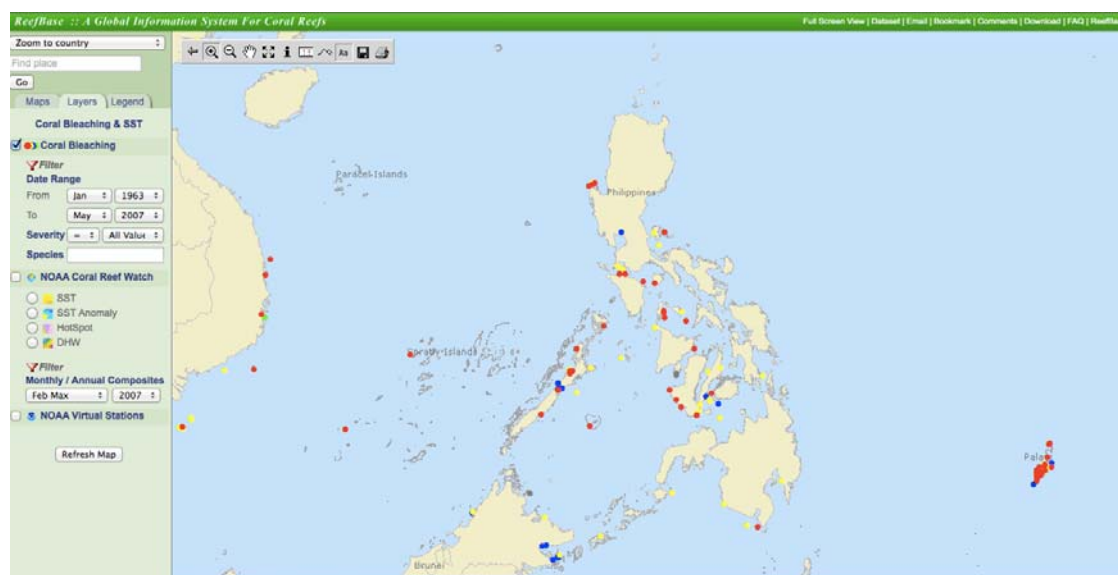 ReefBase :: A Global Information System For Coral Reefs
Full Screen View | Dataset | Email | Bookmark | Comments | Download | FAQ | ReefBa
Zoom to country
Find place
Go
Maps Layers Legend
Coral Bleaching & SST
Coral Bleaching
Filter
Date Range
From Jan 1963
To May 2007
Severity = All Value
Species
NOAA Coral Reef Watch
SST
SST Anomaly
HotSpot
DHW
Filter
Monthly / Annual Composites
Feb Max 2007
NOAA Virtual Stations
Refresh Map
Aa
Paracel-Islands
Philippines
Spratly-Islands
Pala
Brunei